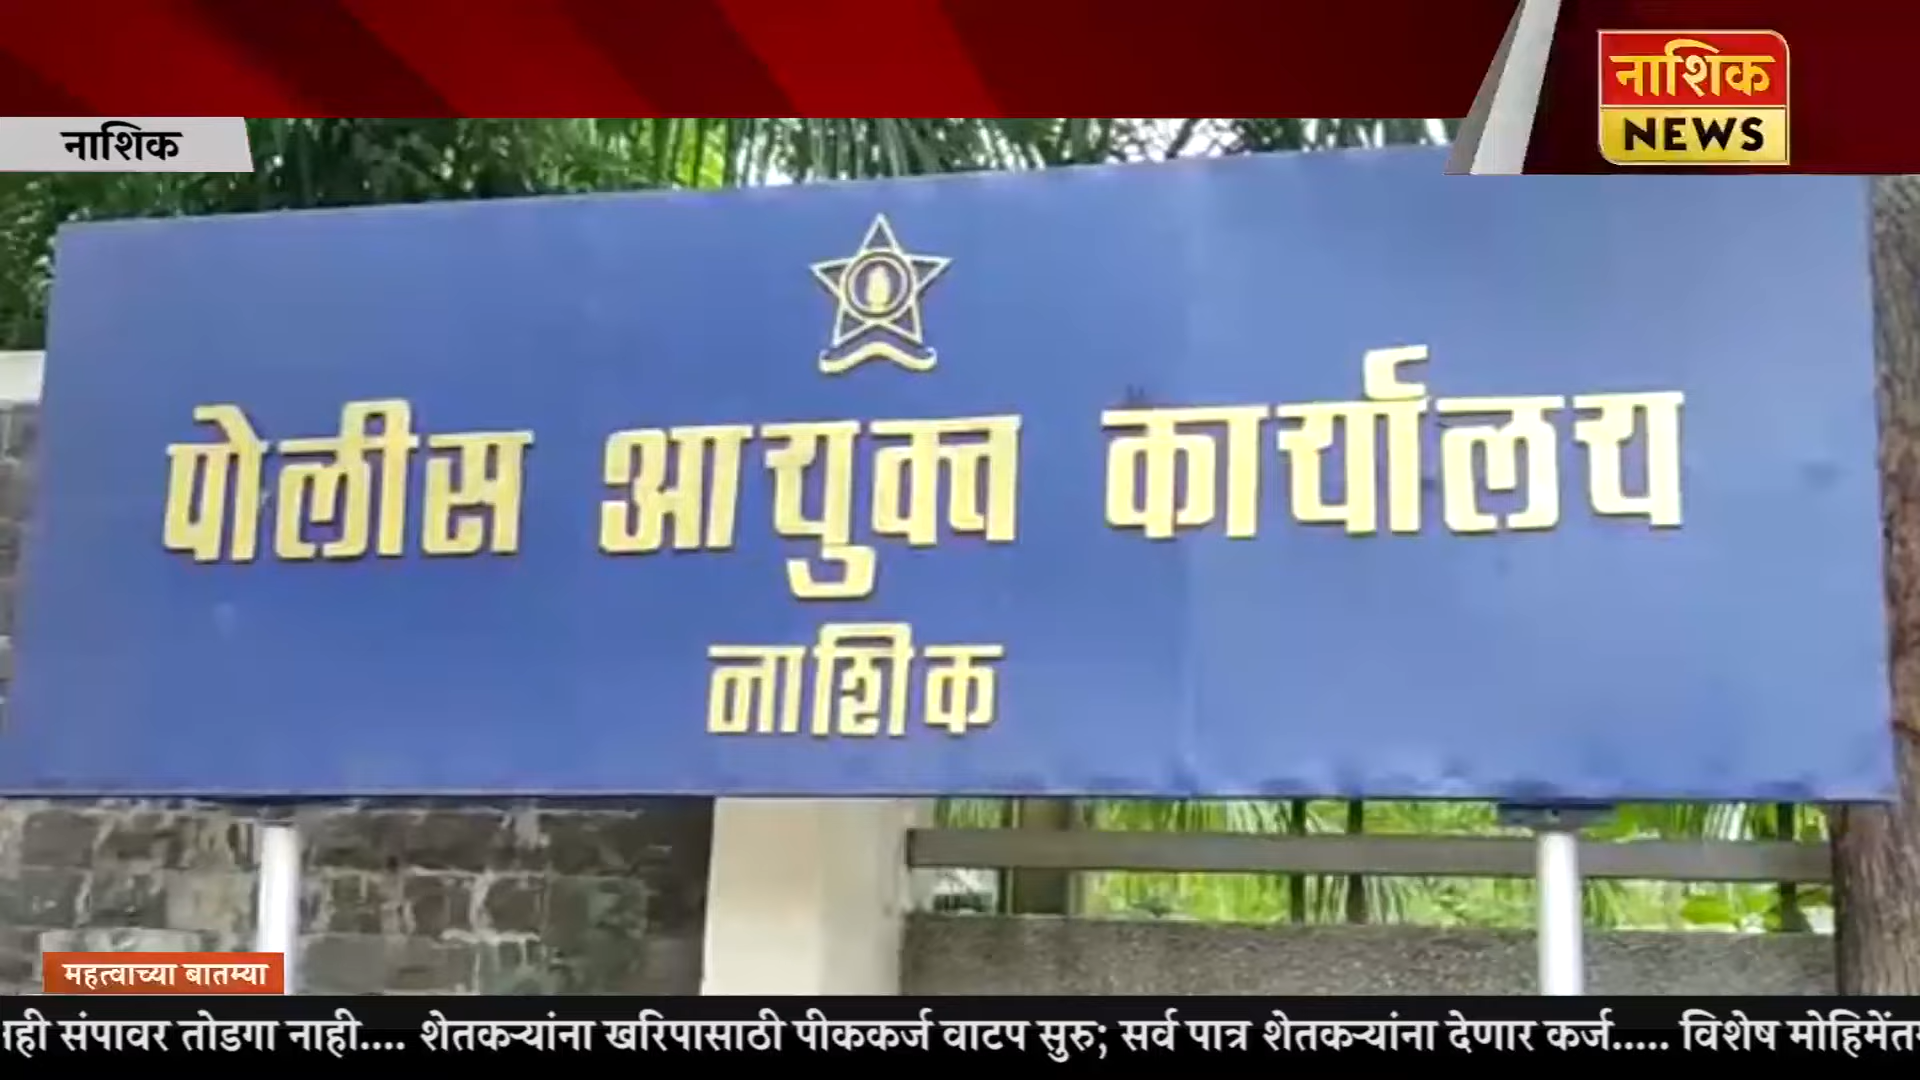 नाशिक
NEWS
नाशिक
पोलीस आयुक्त कार्यालय
नाशिक
महत्वाच्या बातम्या
संपावर तोडगा नाही.... शेतकऱ्यांना खरिपासाठी पीककर्ज वाटप सुरु; सर्व पात्र शेतकऱ्यांना देणार कर्ज..... विशेष